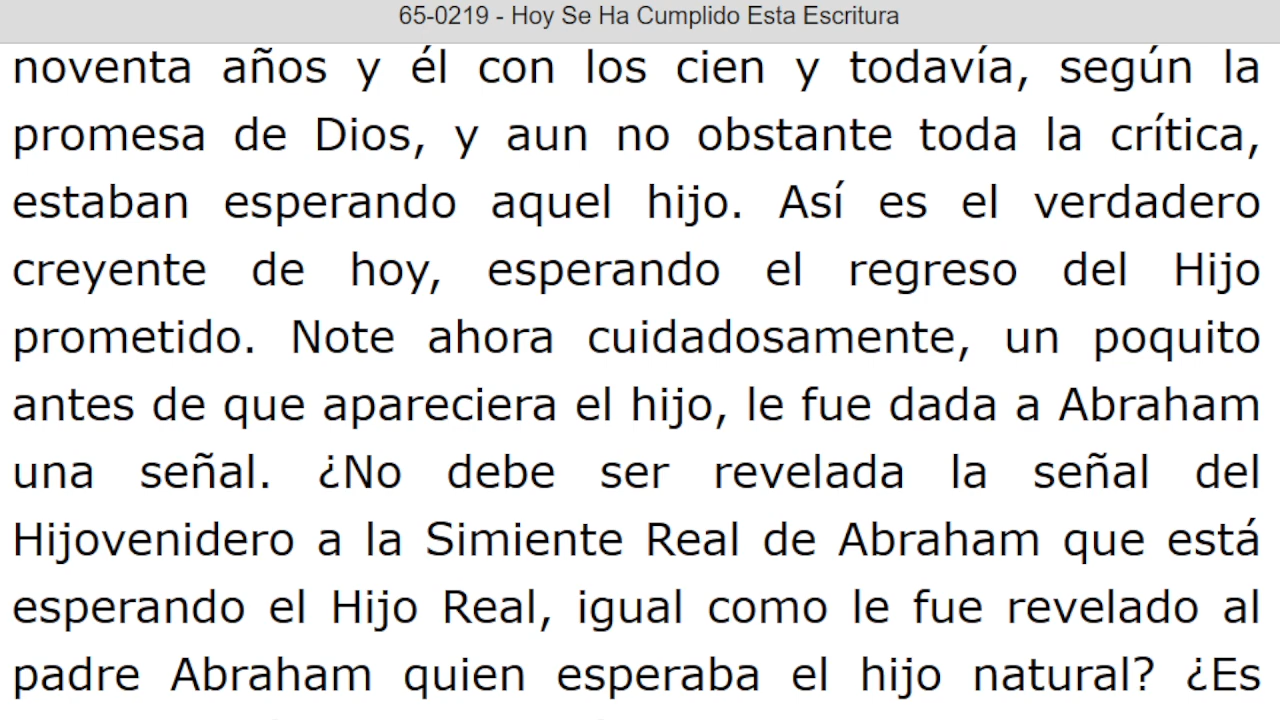 65-0219 - Hoy Se Ha Cumplido Esta Escritura
noventa años y él con los cien y todavía, según la
promesa de Dios, y aun no obstante toda la crítica,
estaban esperando aquel hijo. Así es el verdadero
creyente de hoy, esperando el regreso del Hijo
prometido. Note ahora cuidadosamente, un poquito
antes de que apareciera el hijo, le fue dada a Abraham
una señal. ¿No debe ser revelada la señal del
Hijovenidero a la Simiente Real de Abraham que está
esperando el Hijo Real, igual como le fue revelado al
padre Abraham quien esperaba el hijo natural? ¿Es